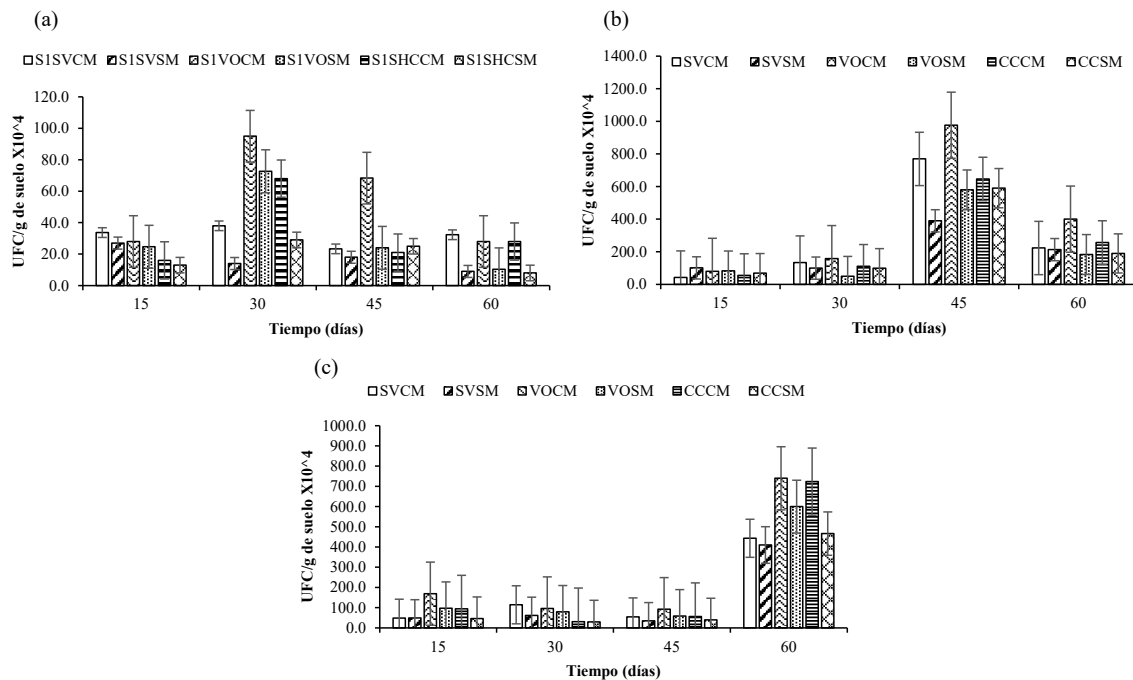 (a)
S1SVCM S1SVSM S1VOCM S1VOSM S1SHCCM S1SHCSM
UFC/g de suelo X10^4
120.0
100.0
80.0
60.0
40.0
20.0
0.0
15 30 45 60
Tiempo (días)
(b)
SVCM SVSM VOCM VOSM CCCM CCSM
UFC/g de suelo X10^4
1400.0
1200.0
1000.0
800.0
600.0
400.0
200.0
0.0
15 30 45 60
Tiempo (días)
(c)
SVCM SVSM VOCM VOSM CCCM CCSM
UFC/g de suelo X10^4
1000.0
900.0
800.0
700.0
600.0
500.0
400.0
300.0
200.0
100.0
0.0
15 30 45 60
Tiempo (días)